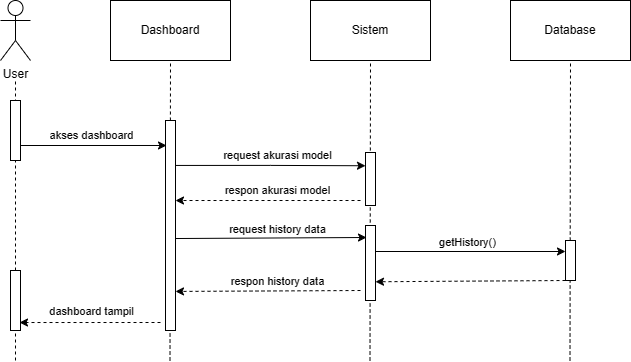 Dashboard
Sistem
Database
User
akses dashboard
request akurasi model
respon akurasi model
request history data
getHistory()
respon history data
dashboard tampil